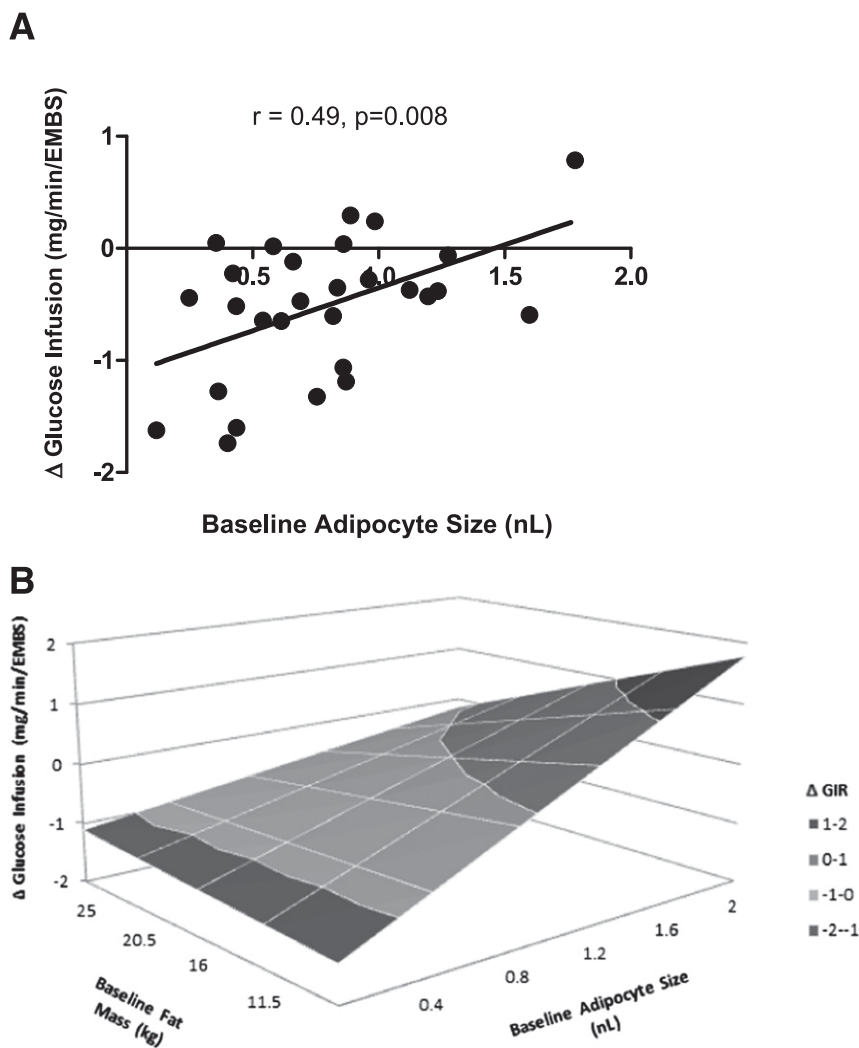 A
r = 0.49, p=0.008
Δ Glucose Infusion (mg/min/EMBS)
1
0
-1
-2
0.5
1.0
1.5
2.0
Baseline Adipocyte Size (nL)
B
Δ Glucose Infusion (mg/min/EMBS)
2
1
0
-1
-2
25
20.5
16
11.5
Baseline Fat
Mass (kg)
0.4
0.8
1.2
1.6
2
Baseline Adipocyte Size
(nL)
Δ GIR
1-2
0-1
-1-0
-2--1